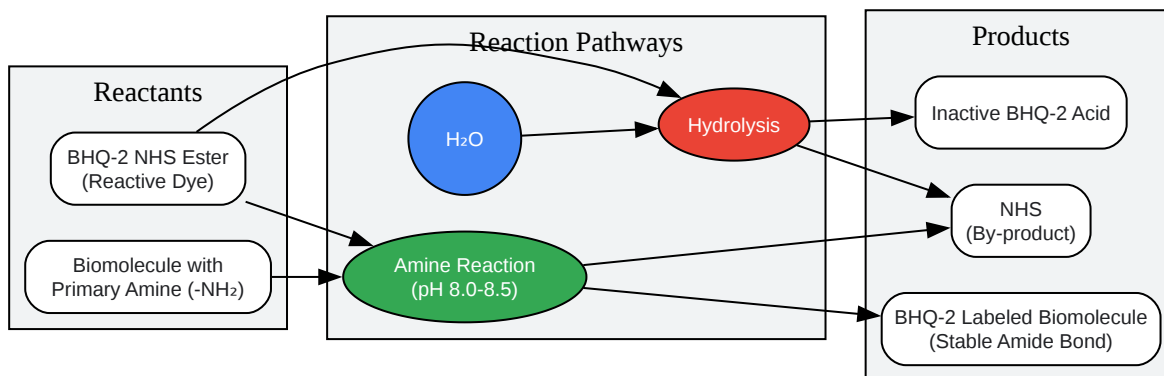 Reactants
BHQ-2 NHS Ester
(Reactive Dye)
Biomolecule with
Primary Amine (-NH₂)
Reaction Pathways
H₂O
Hydrolysis
Amine Reaction
(pH 8.0-8.5)
Products
Inactive BHQ-2 Acid
NHS
(By-product)
BHQ-2 Labeled Biomolecule
(Stable Amide Bond)